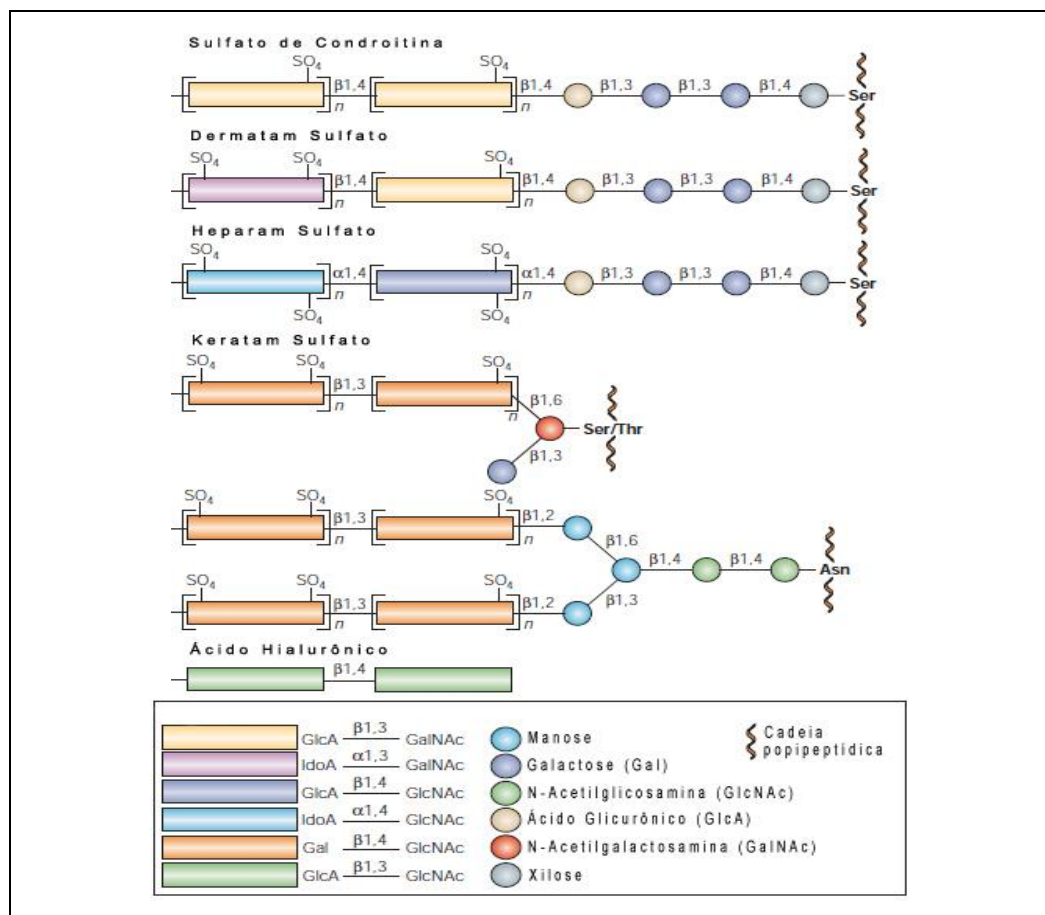 Sulfato de Condroitina
SO4 SO4
β1,4 β1,4 β1,3 β1,3 β1,4
n n Ser
Dermatam Sulfato
SO4 SO4 SO4
β1,4 β1,4 β1,3 β1,3 β1,4
n n Ser
Heparam Sulfato
SO4
α1,4 α1,4 β1,3 β1,3 β1,4
n n Ser
SO4 SO4
Keratam Sulfato
SO4 SO4 SO4
β1,3 β1,6
n n Ser/Thr
β1,3
SO4 SO4 SO4
β1,3 β1,2
n n β1,6
β1,4 β1,4
Asn
SO4 SO4 SO4
β1,3 β1,2 β1,3
n n
Ácido Hialurônico
β1,4
GlcA β1,3 GalNAc Manose Cadeia popipeptídica
IdoA α1,3 GalNAc Galactose (Gal)
GlcA β1,4 GlcNAc N-Acetilglicosamina (GlcNAc)
IdoA α1,4 GlcNAc Ácido Glicurônico (GlcA)
Gal β1,4 GlcNAc N-Acetilgalactosamina (GalNAc)
GlcA β1,3 GlcNAc Xilose